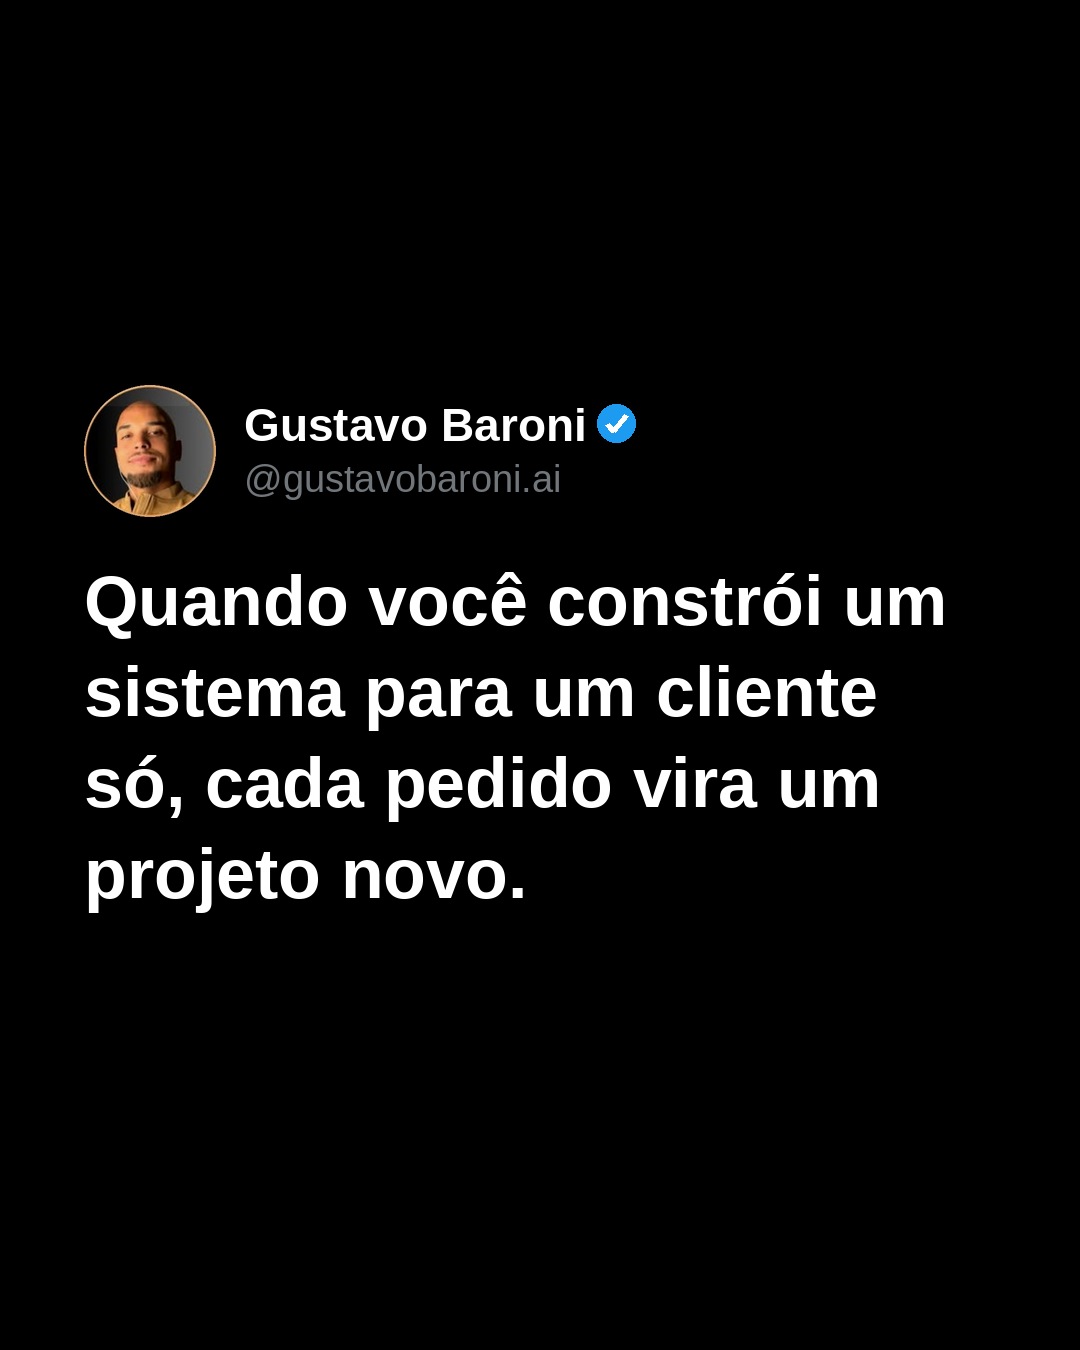 Gustavo Baroni
@gustavobaroni.ai
Quando você constrói um
sistema para um cliente
só, cada pedido vira um
projeto novo.